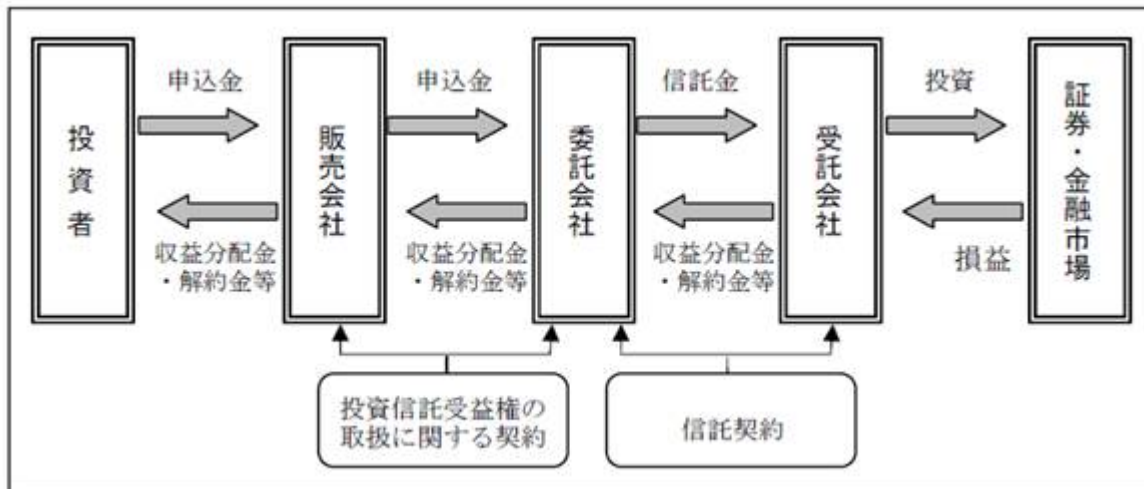 投資者
申込金
収益分配金
・解約金等
販売会社
申込金
収益分配金
・解約金等
委託会社
信託金
収益分配金
・解約金等
受託会社
投資
損益
証券・金融市場
投資信託受益権の
取扱に関する契約
信託契約